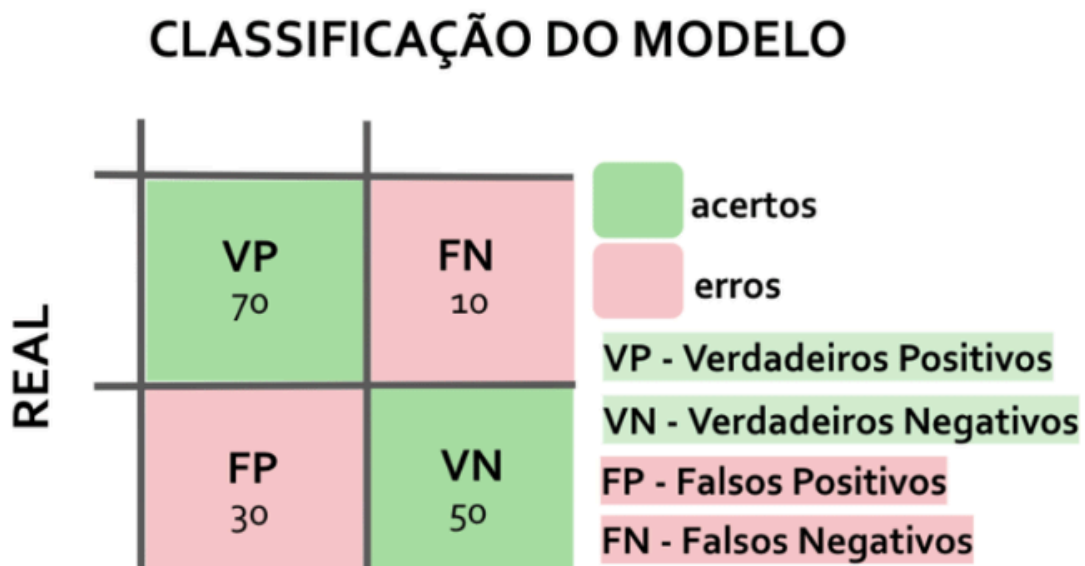 CLASSIFICAÇÃO DO MODELO
REAL
VP
70
FN
10
FP
30
VN
50
acertos
erros
VP - Verdadeiros Positivos
VN - Verdadeiros Negativos
FP - Falsos Positivos
FN - Falsos Negativos